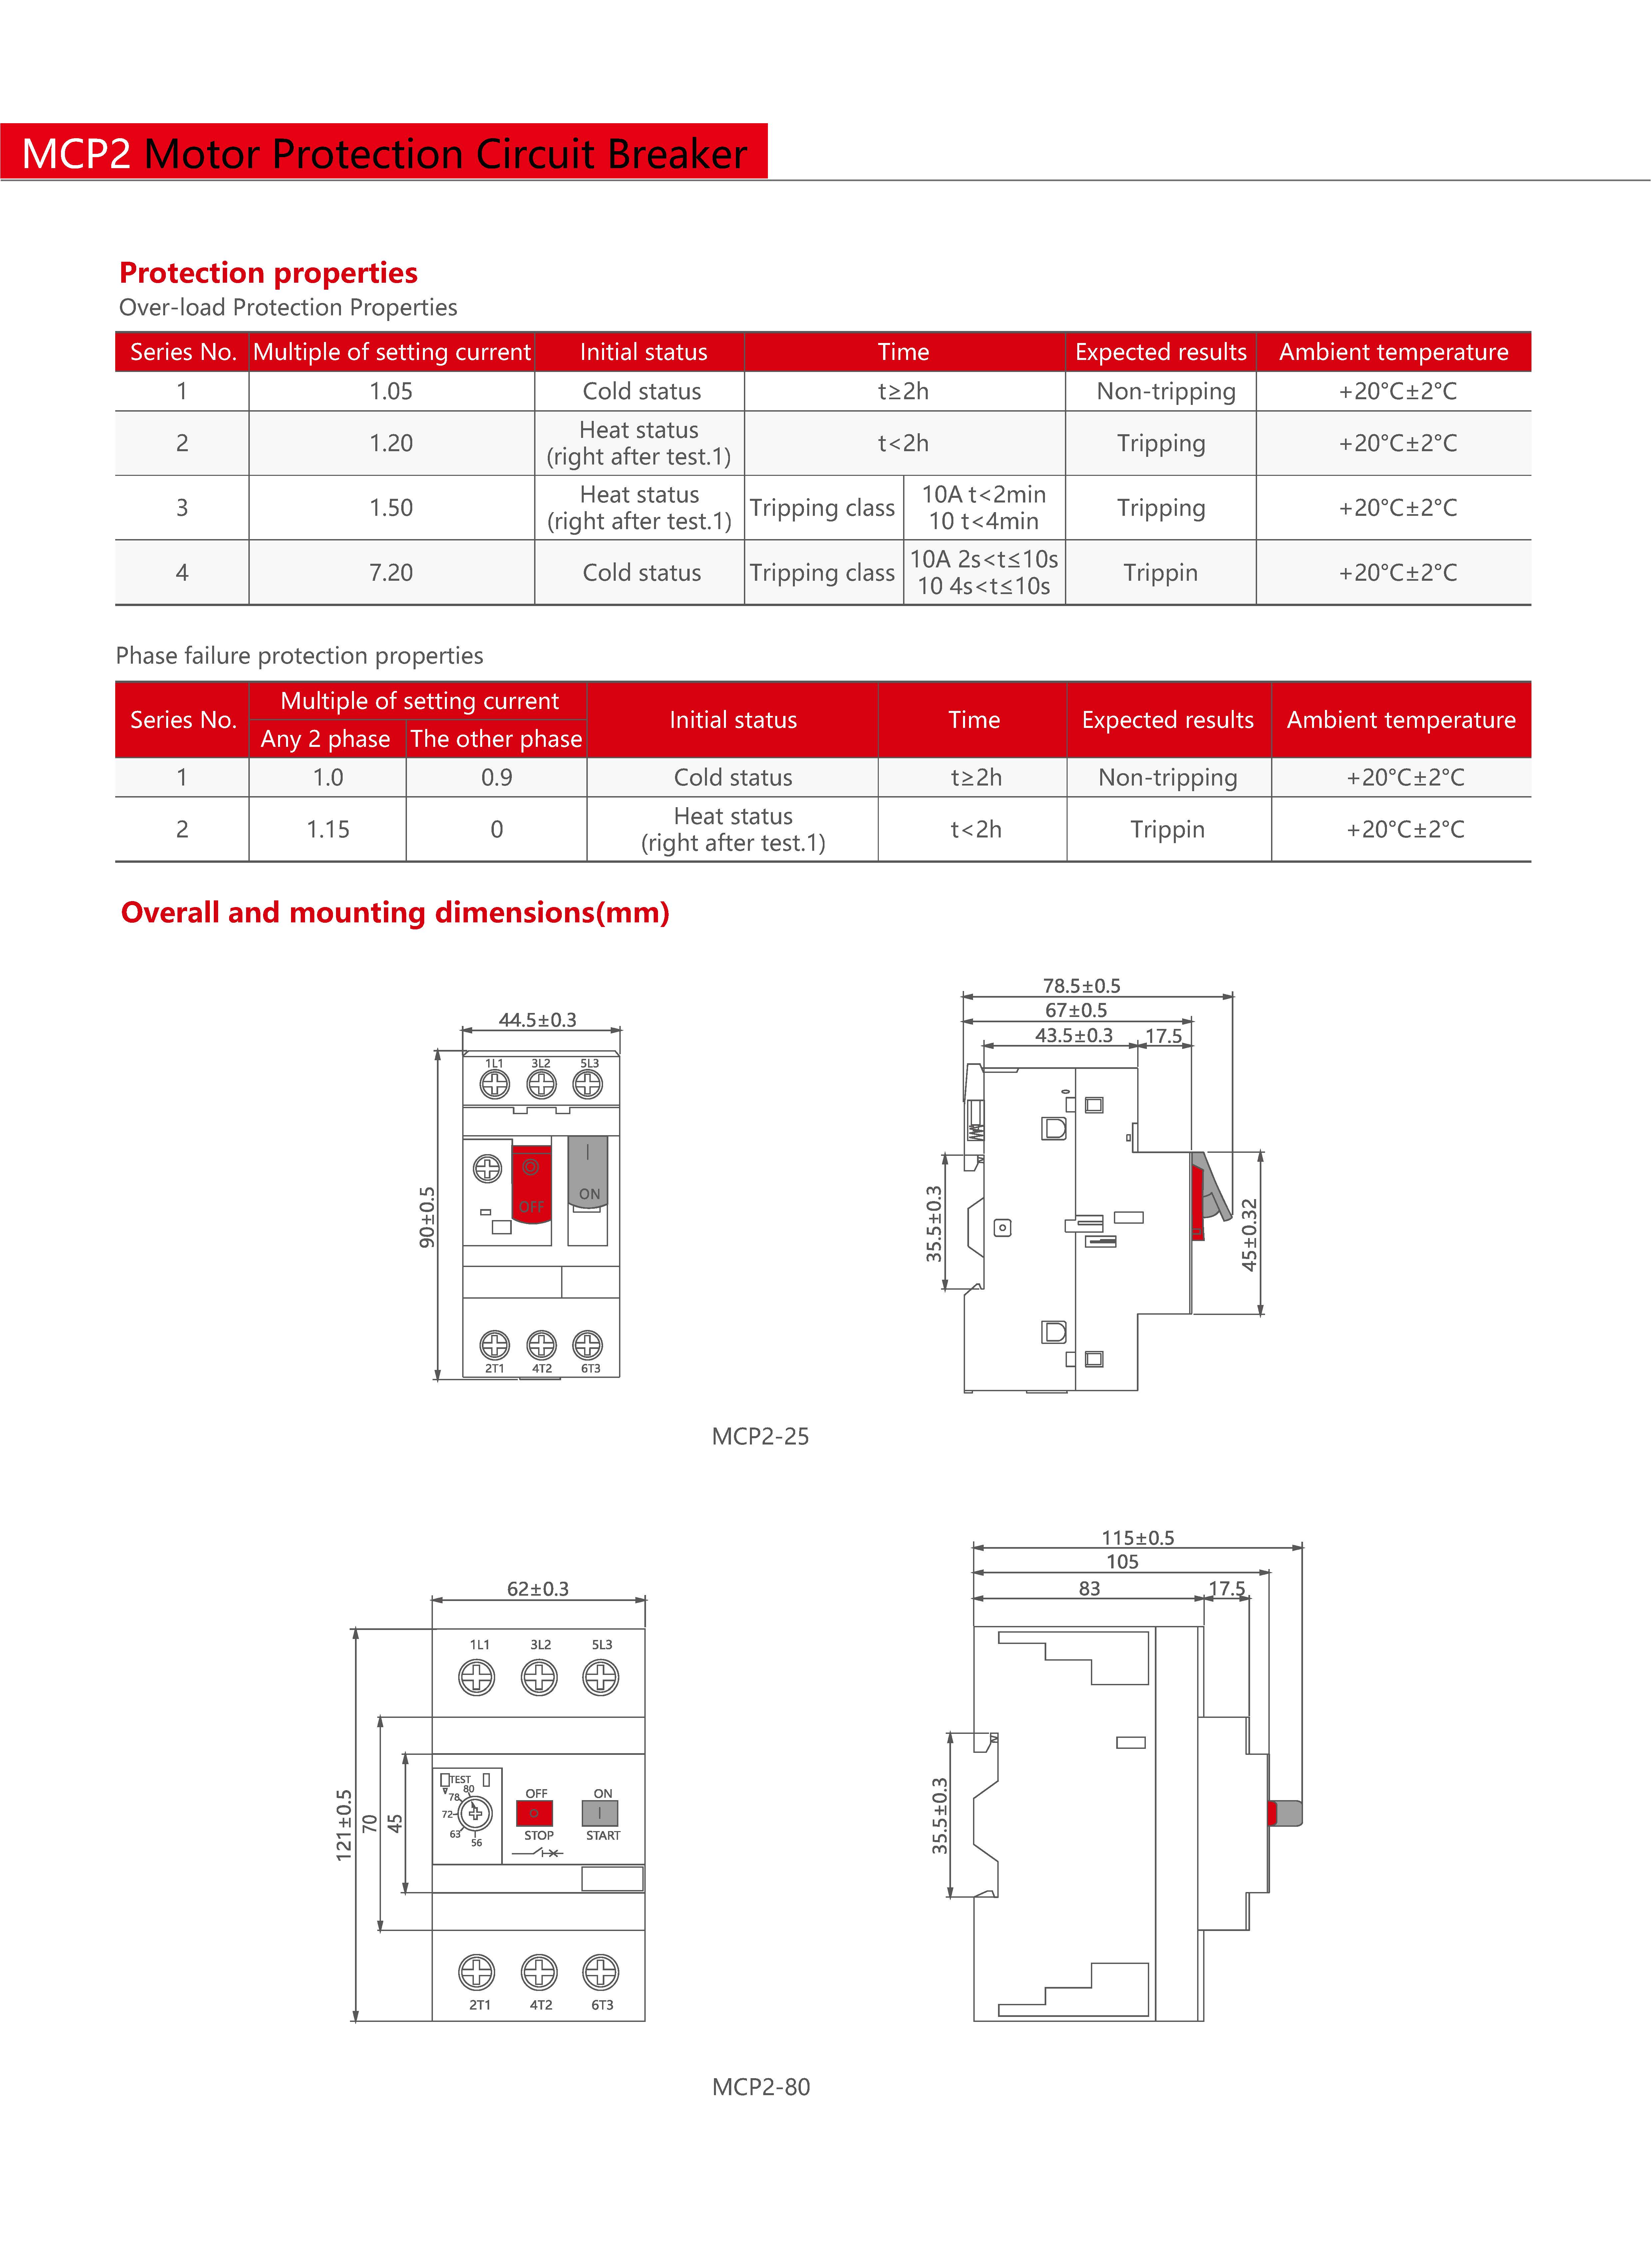 MCP2 Motor Protection Circuit Breaker
Protection properties
Over-load Protection Properties
Series No. Multiple of setting current Initial status Time Expected results Ambient temperature
1 1.05 Cold status t≥2h Non-tripping +20°C±2°C
2 1.20 Heat status (right after test.1) t<2h Tripping +20°C±2°C
3 1.50 Heat status (right after test.1) Tripping class 10A t<2min 10 t<4min Tripping +20°C±2°C
4 7.20 Cold status Tripping class 10A 2s<t≤10s 10 4s<t≤10s Trippin +20°C±2°C
Phase failure protection properties
Series No. Multiple of setting current Initial status Time Expected results Ambient temperature
Any 2 phase The other phase
1 1.0 0.9 Cold status t≥2h Non-tripping +20°C±2°C
2 1.15 0 Heat status (right after test.1) t<2h Trippin +20°C±2°C
Overall and mounting dimensions(mm)
44.5±0.3
90±0.5
1L1 3L2 5L3
OFF
ON
2T1 4T2 6T3
78.5±0.5
67±0.5
43.5±0.3 17.5
35.5±0.3
45±0.32
MCP2-25
62±0.3
121±0.5
70
45
1L1 3L2 5L3
TEST
80
78
72
63
56
OFF ON
STOP START
2T1 4T2 6T3
115±0.5
105
83 17.5
35.5±0.3
MCP2-80